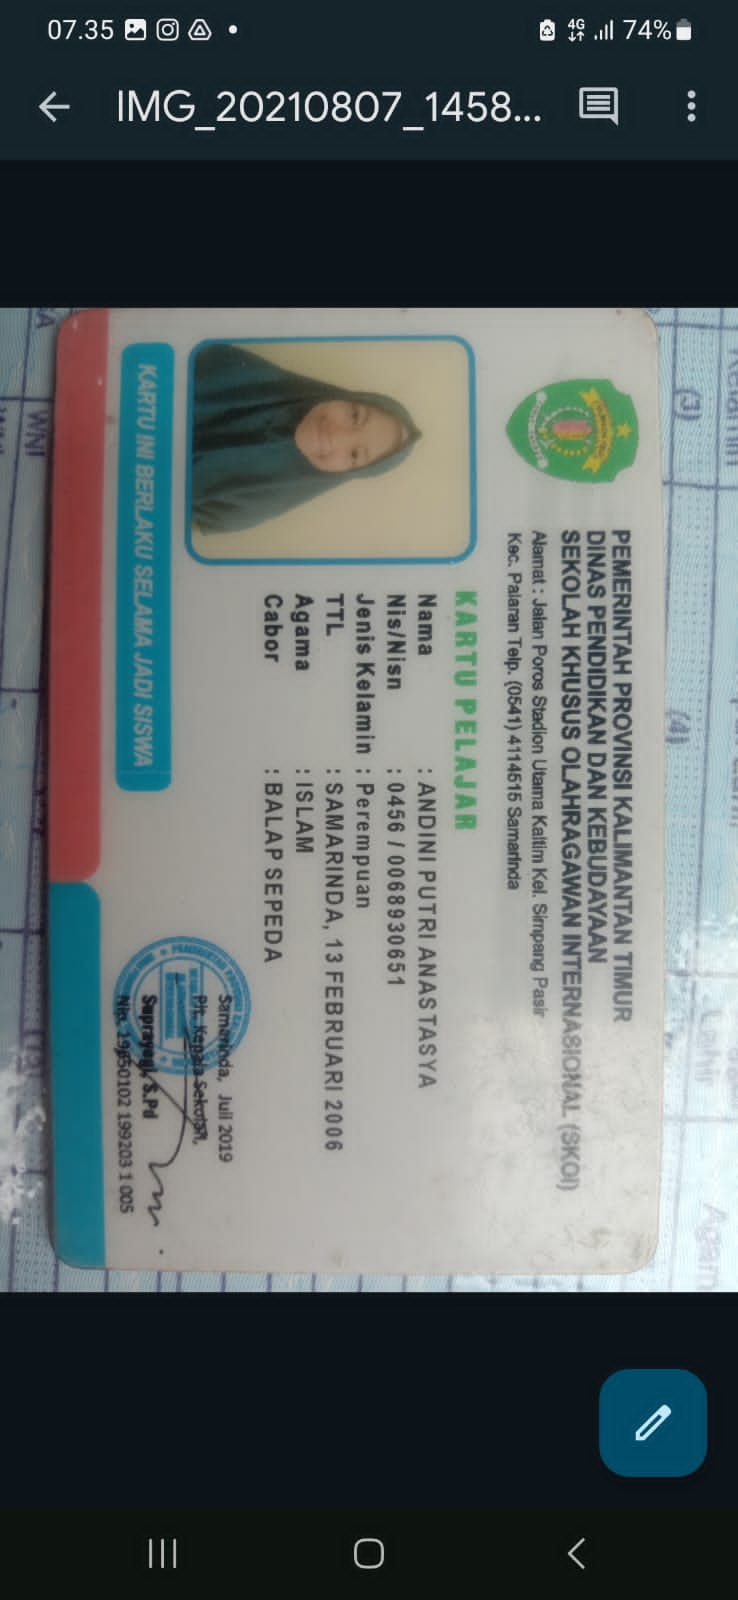 07.35
4G
74%
IMG_20210807_1458...
PEMERINTAH PROVINSI KALIMANTAN TIMUR
DINAS PENDIDIKAN DAN KEBUDAYAAN
SEKOLAH KHUSUS OLAHRAGAWAN INTERNASIONAL (SKOI)
Alamat : Jalan Poros Stadion Utama Kaltim Kel. Simpang Pasir
Kec. Palaran Telp. (0541) 4114515 Samarinda
KARTU PELAJAR
Nama : ANDINI PUTRI ANASTASYA
Nis/Nisn : 0456 / 0068930651
Jenis Kelamin : Perempuan
TTL : SAMARINDA, 13 FEBRUARI 2006
Agama : ISLAM
Cabor : BALAP SEPEDA
Samarinda, Juli 2019
Plt. Kepala Sekolah,
S.Pd
Nip. 19650102 199203 1 005
KARTU INI BERLAKU SELAMA JADI SISWA
(3)
(4)
Lahir
Agam
WNI